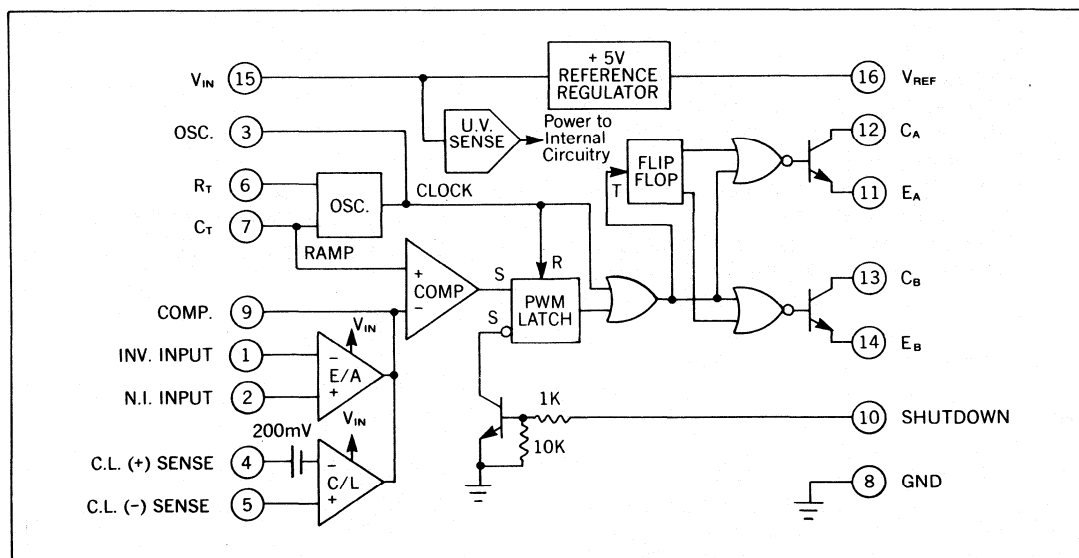 V_IN 15
+ 5V
REFERENCE
REGULATOR
16 V_REF
OSC. 3
U.V.
SENSE
Power to
Internal
Circuitry
12 C_A
R_T 6
OSC.
CLOCK
T
FLIP
FLOP
11 E_A
C_T 7
RAMP
+
COMP
-
S
R
S
PWM
LATCH
13 C_B
COMP. 9
V_IN
14 E_B
INV. INPUT 1
-
E/A
+
N.I. INPUT 2
200mV
V_IN
1K
10 SHUTDOWN
10K
C.L. (+) SENSE 4
-
C/L
+
C.L. (-) SENSE 5
8 GND